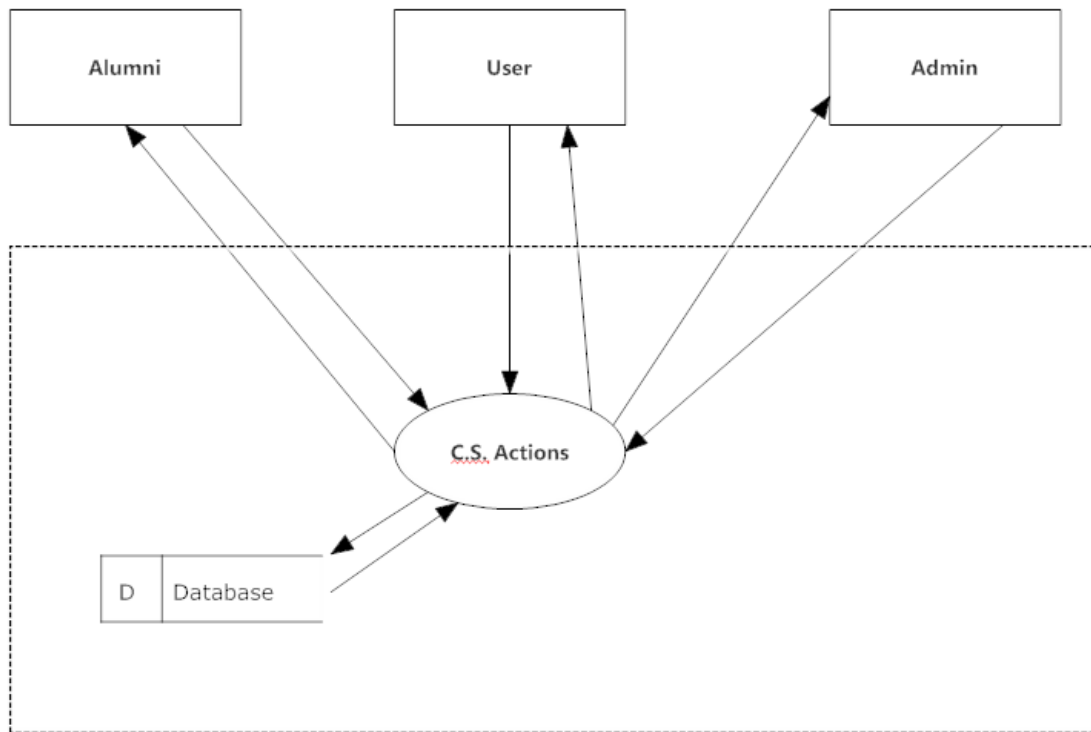 Alumni
User
Admin
C.S. Actions
D
Database